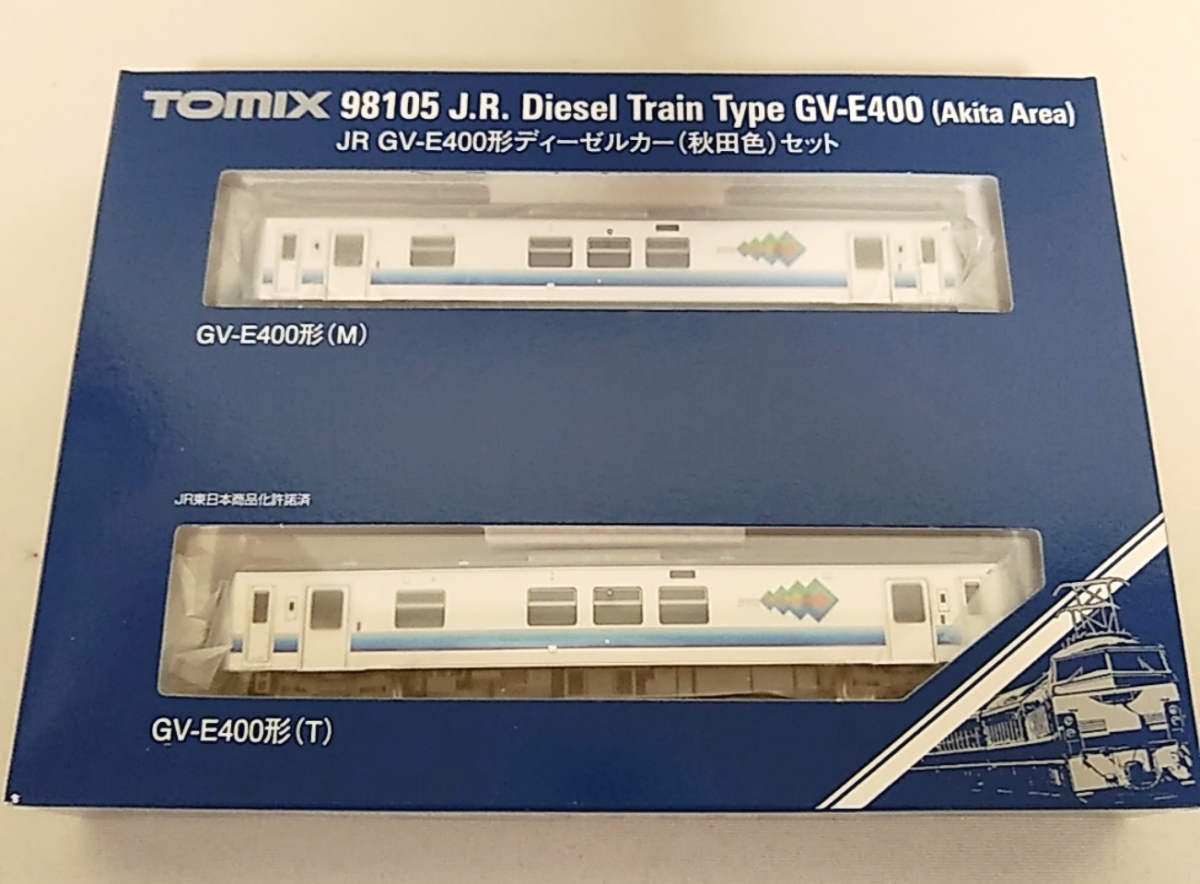 TOMIX 98105 J.R. Diesel Train Type GV-E400 (Akita Area)
JR GV-E400形ディーゼルカー(秋田色)セット
GV-E400形(M)
JR東日本商品化許諾済
GV-E400形(T)